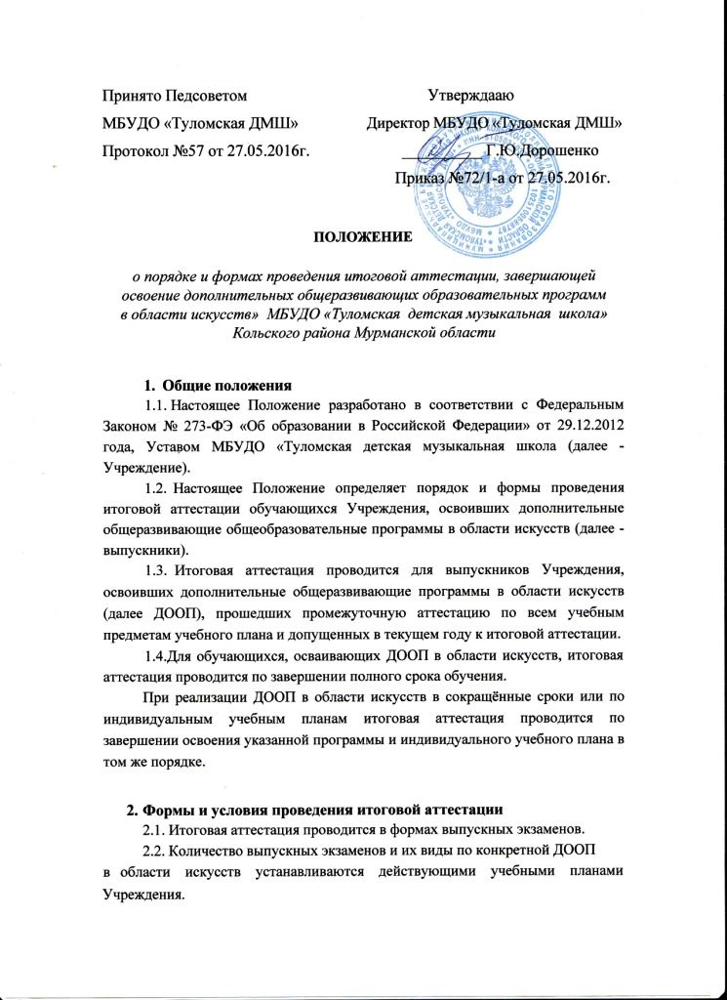 Принято Педсоветом Утверждааю
МБУДО «Туломская ДМШ» Директор МБУДО «Туломская ДМШ»
Протокол №57 от 27.05.2016г. __________ Г.Ю.Дорошенко
Приказ №72/1-а от 27.05.2016г.
ПОЛОЖЕНИЕ
о порядке и формах проведения итоговой аттестации, завершающей
освоение дополнительных общеразвивающих образовательных программ
в области искусств» МБУДО «Туломская детская музыкальная школа»
Кольского района Мурманской области
1. Общие положения
1.1. Настоящее Положение разработано в соответствии с Федеральным
Законом № 273-ФЭ «Об образовании в Российской Федерации» от 29.12.2012
года, Уставом МБУДО «Туломская детская музыкальная школа (далее -
Учреждение).
1.2. Настоящее Положение определяет порядок и формы проведения
итоговой аттестации обучающихся Учреждения, освоивших дополнительные
общеразвивающие общеобразовательные программы в области искусств (далее -
выпускники).
1.3. Итоговая аттестация проводится для выпускников Учреждения,
освоивших дополнительные общеразвивающие программы в области искусств
(далее ДООП), прошедших промежуточную аттестацию по всем учебным
предметам учебного плана и допущенных в текущем году к итоговой аттестации.
1.4.Для обучающихся, осваивающих ДООП в области искусств, итоговая
аттестация проводится по завершении полного срока обучения.
При реализации ДООП в области искусств в сокращённые сроки или по
индивидуальным учебным планам итоговая аттестация проводится по
завершении освоения указанной программы и индивидуального учебного плана в
том же порядке.
2. Формы и условия проведения итоговой аттестации
2.1. Итоговая аттестация проводится в формах выпускных экзаменов.
2.2. Количество выпускных экзаменов и их виды по конкретной ДООП
в области искусств устанавливаются действующими учебными планами
Учреждения.